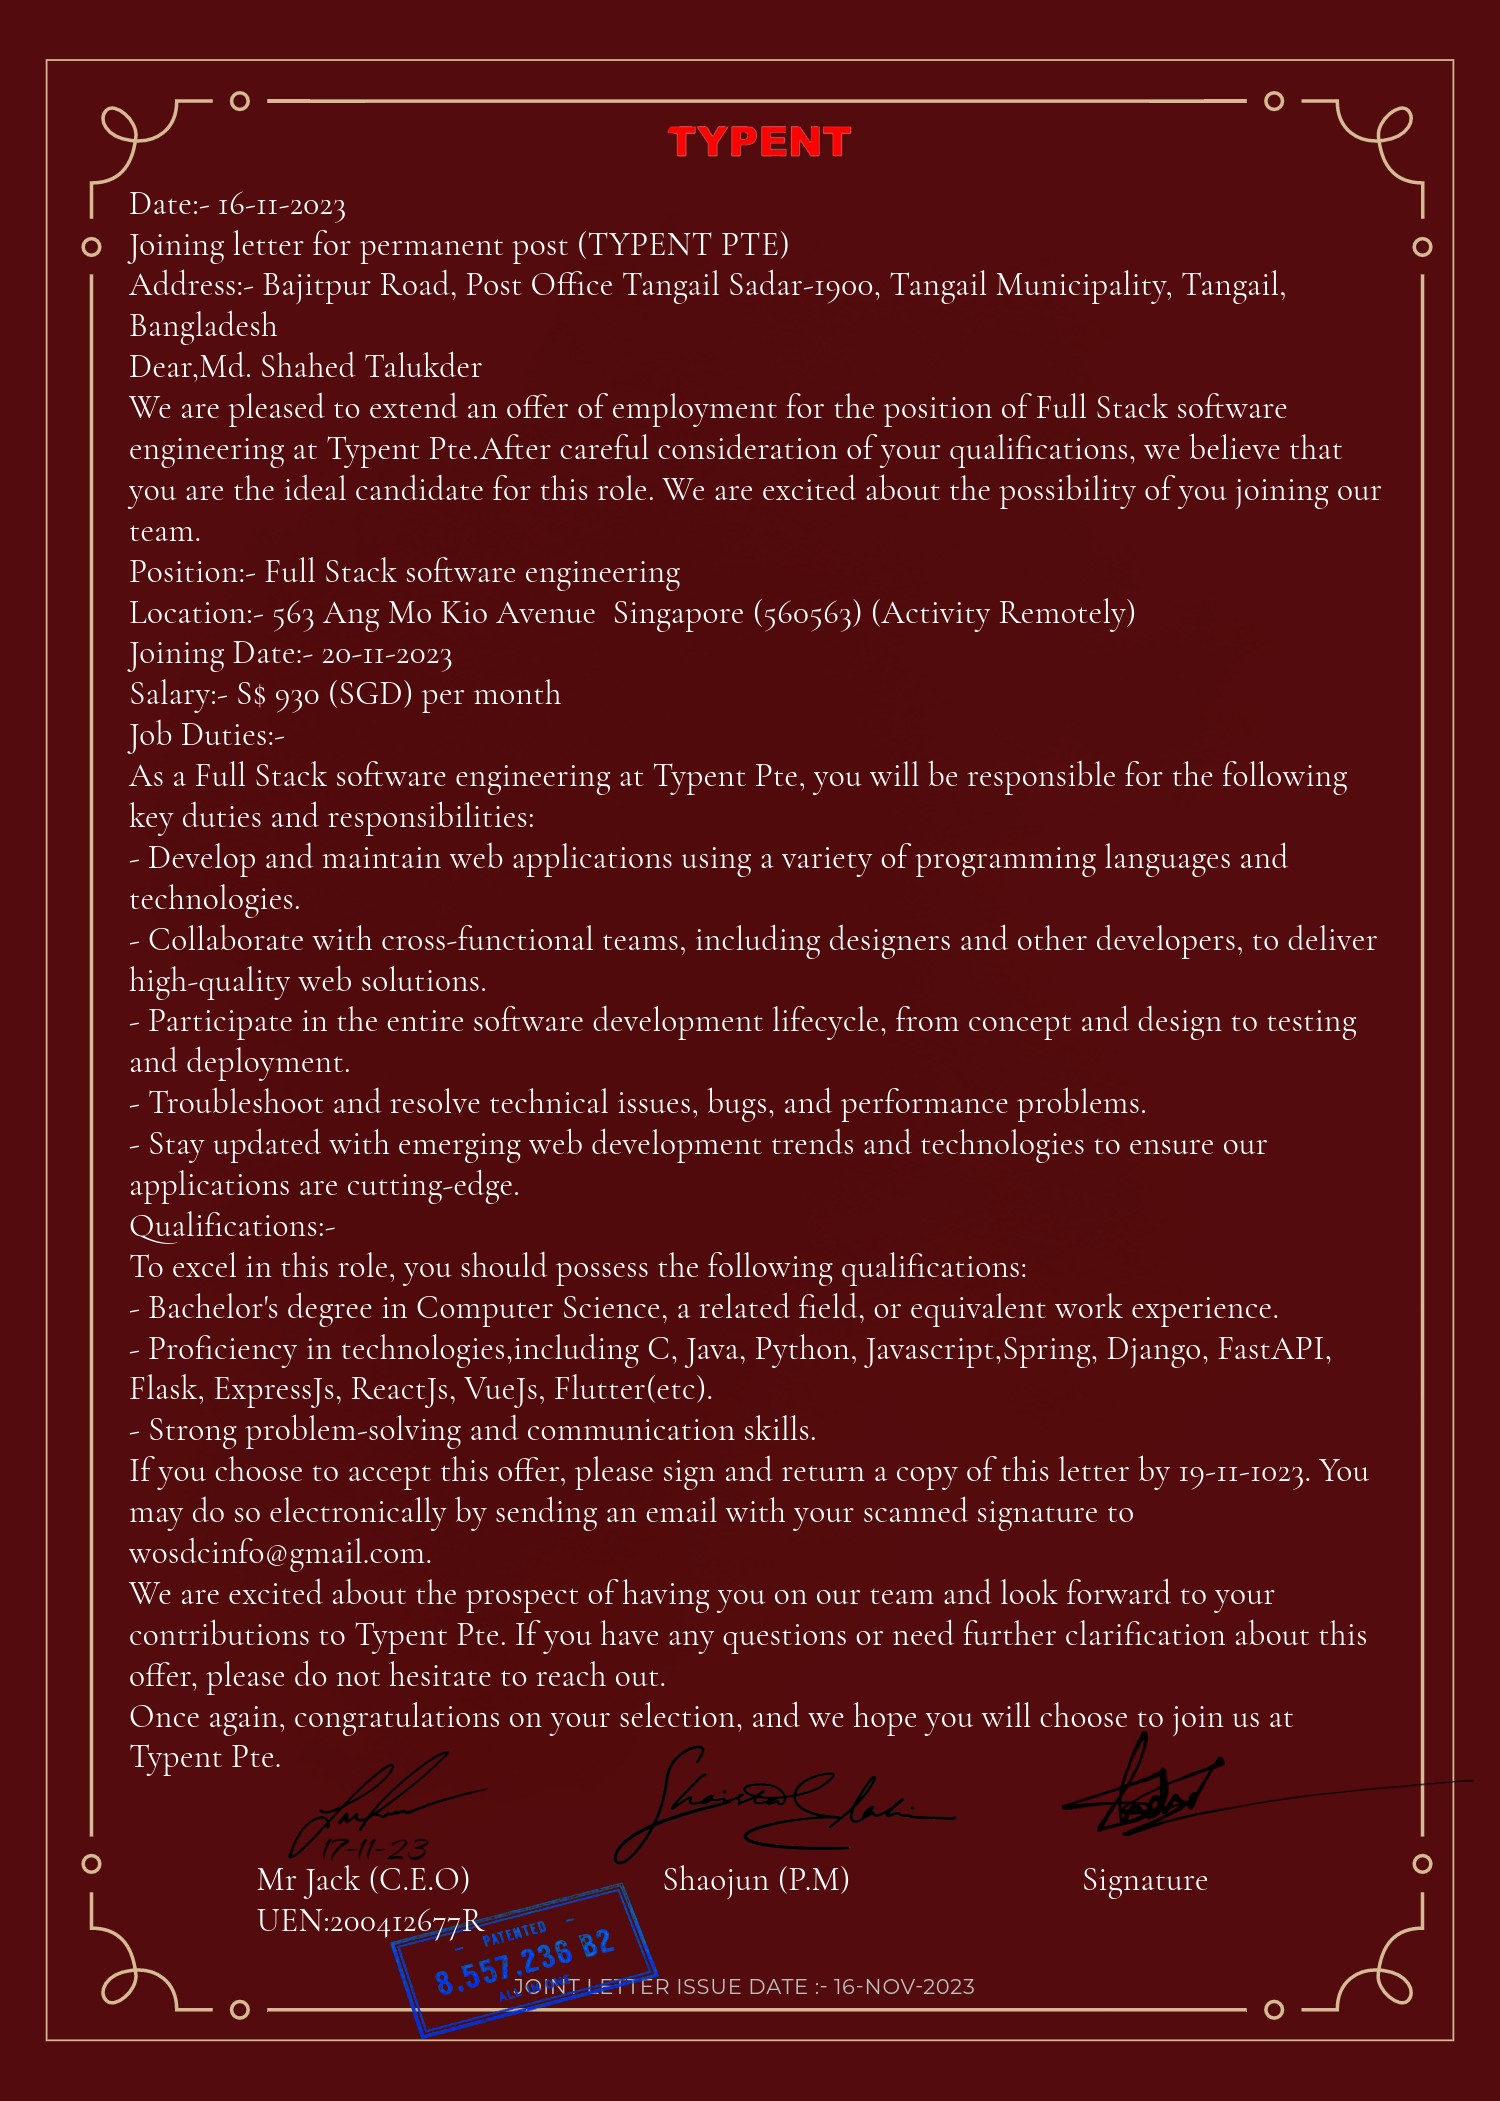 TYPENT
Date:- 16-11-2023
Joining letter for permanent post (TYPENT PTE)
Address:- Bajitpur Road, Post Office Tangail Sadar-1900, Tangail Municipality, Tangail,
Bangladesh
Dear,Md. Shahed Talukder
We are pleased to extend an offer of employment for the position of Full Stack software
engineering at Typent Pte.After careful consideration of your qualifications, we believe that
you are the ideal candidate for this role. We are excited about the possibility of you joining our
team.
Position:- Full Stack software engineering
Location:- 563 Ang Mo Kio Avenue  Singapore (560563) (Activity Remotely)
Joining Date:- 20-11-2023
Salary:- S$ 930 (SGD) per month
Job Duties:-
As a Full Stack software engineering at Typent Pte, you will be responsible for the following
key duties and responsibilities:
- Develop and maintain web applications using a variety of programming languages and
technologies.
- Collaborate with cross-functional teams, including designers and other developers, to deliver
high-quality web solutions.
- Participate in the entire software development lifecycle, from concept and design to testing
and deployment.
- Troubleshoot and resolve technical issues, bugs, and performance problems.
- Stay updated with emerging web development trends and technologies to ensure our
applications are cutting-edge.
Qualifications:-
To excel in this role, you should possess the following qualifications:
- Bachelor's degree in Computer Science, a related field, or equivalent work experience.
- Proficiency in technologies,including C, Java, Python, Javascript,Spring, Django, FastAPI,
Flask, ExpressJs, ReactJs, VueJs, Flutter(etc).
- Strong problem-solving and communication skills.
If you choose to accept this offer, please sign and return a copy of this letter by 19-11-1023. You
may do so electronically by sending an email with your scanned signature to
wosdcinfo@gmail.com.
We are excited about the prospect of having you on our team and look forward to your
contributions to Typent Pte. If you have any questions or need further clarification about this
offer, please do not hesitate to reach out.
Once again, congratulations on your selection, and we hope you will choose to join us at
Typent Pte.
17-11-23
Mr Jack (C.E.O) Shaojun (P.M) Signature
UEN:200412677R
PATENTED
8,557,236 B2
JOINT LETTER ISSUE DATE :- 16-NOV-2023